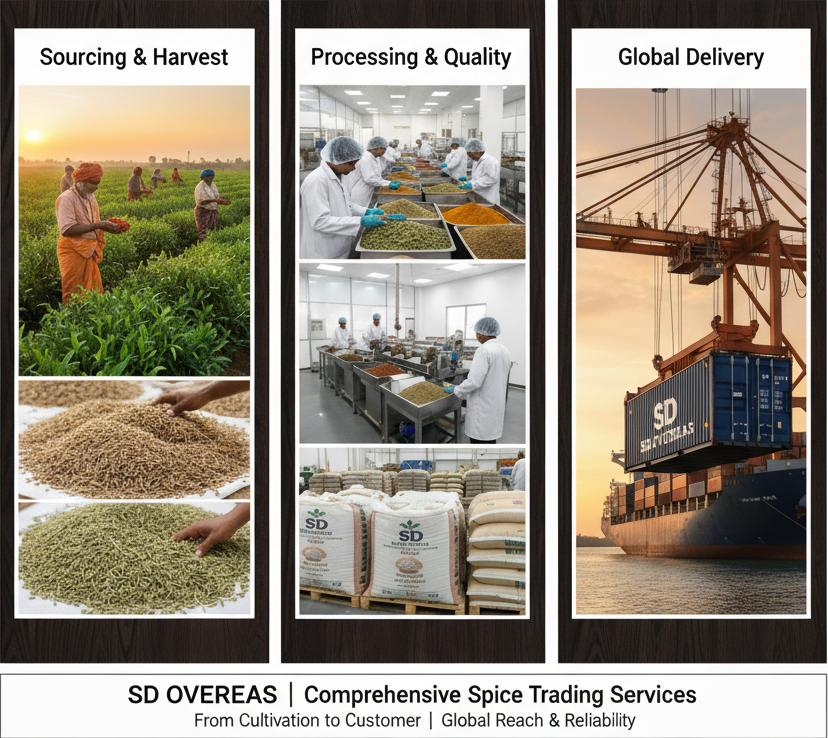 Sourcing & Harvest
Processing & Quality
Global Delivery
SD
SD
SD
SD OVEREAS | Comprehensive Spice Trading Services
From Cultivation to Customer | Global Reach & Reliability